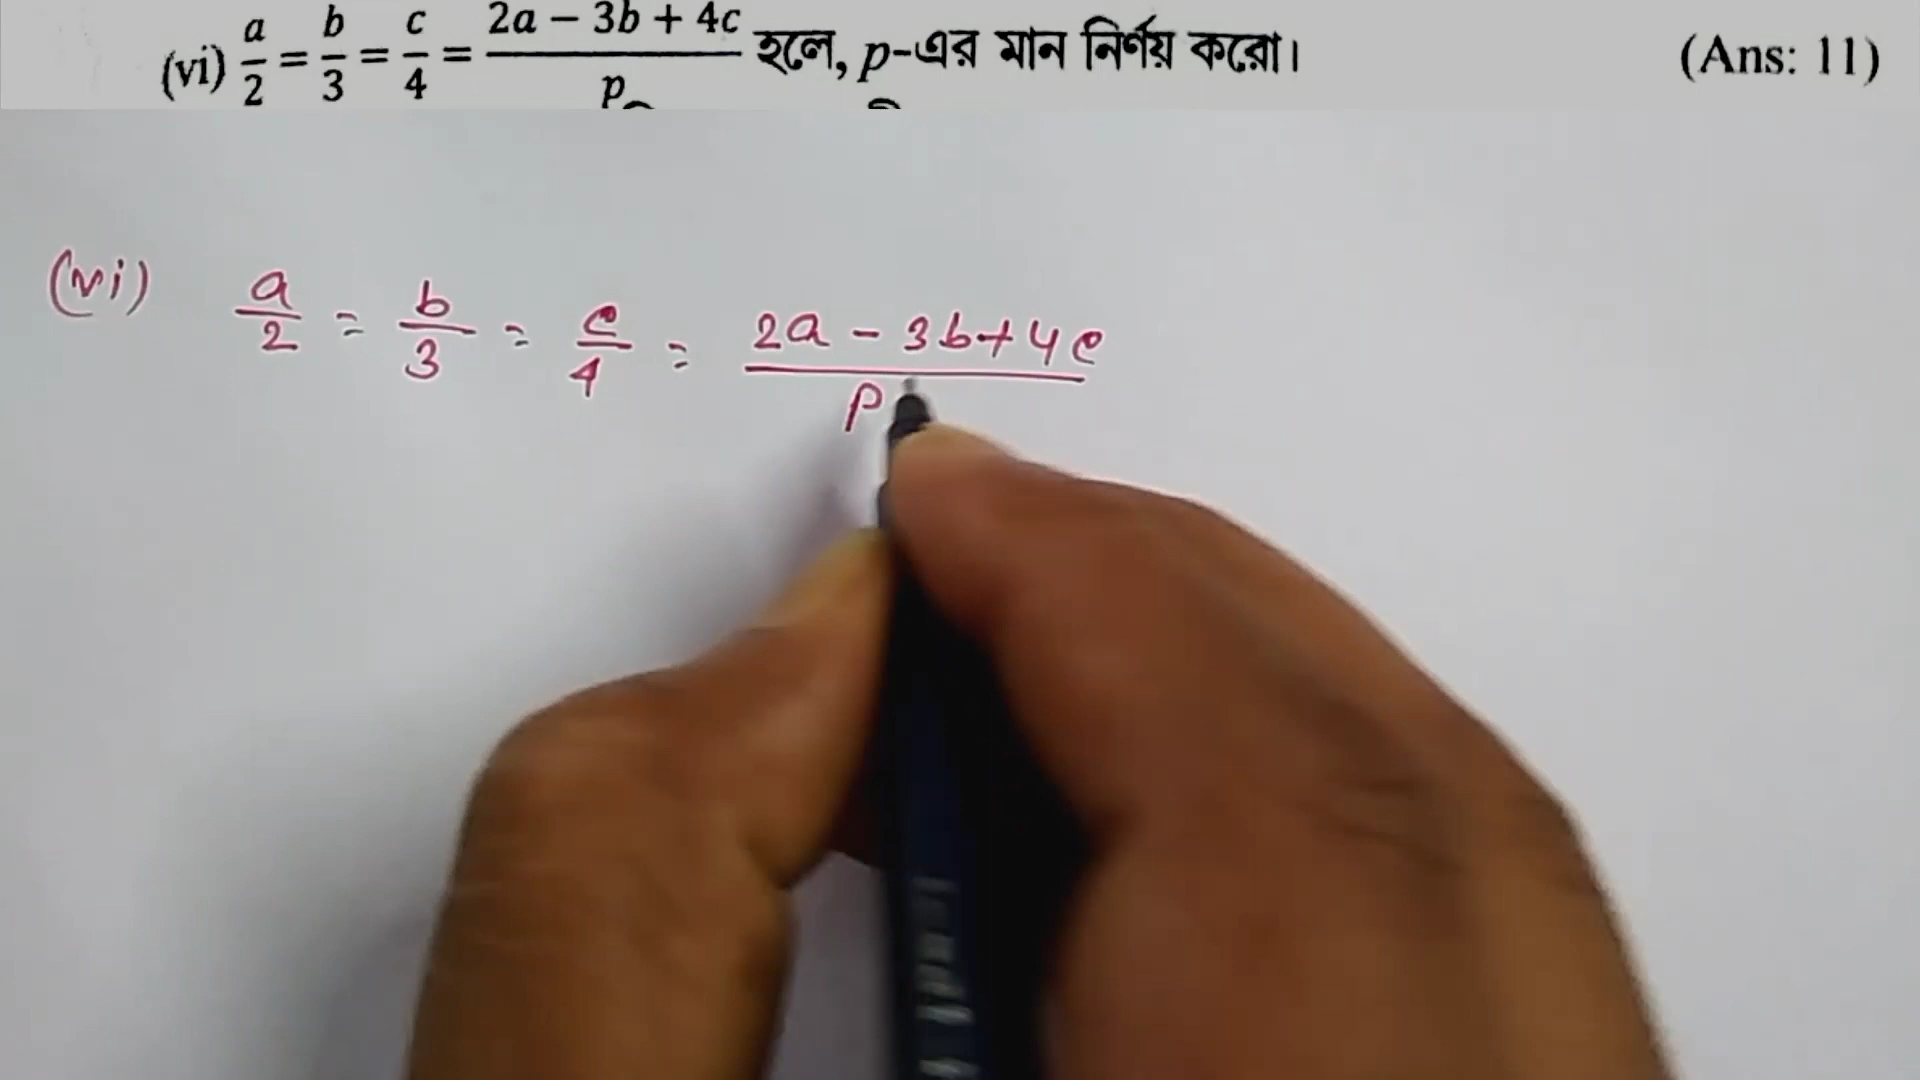 (vi) a/2 = b/3 = c/4 = (2a − 3b + 4c)/p হলে, p-এর মান নির্ণয় করো। (Ans: 11)
(vi) a/2 = b/3 = c/4 = (2a - 3b + 4c)/p